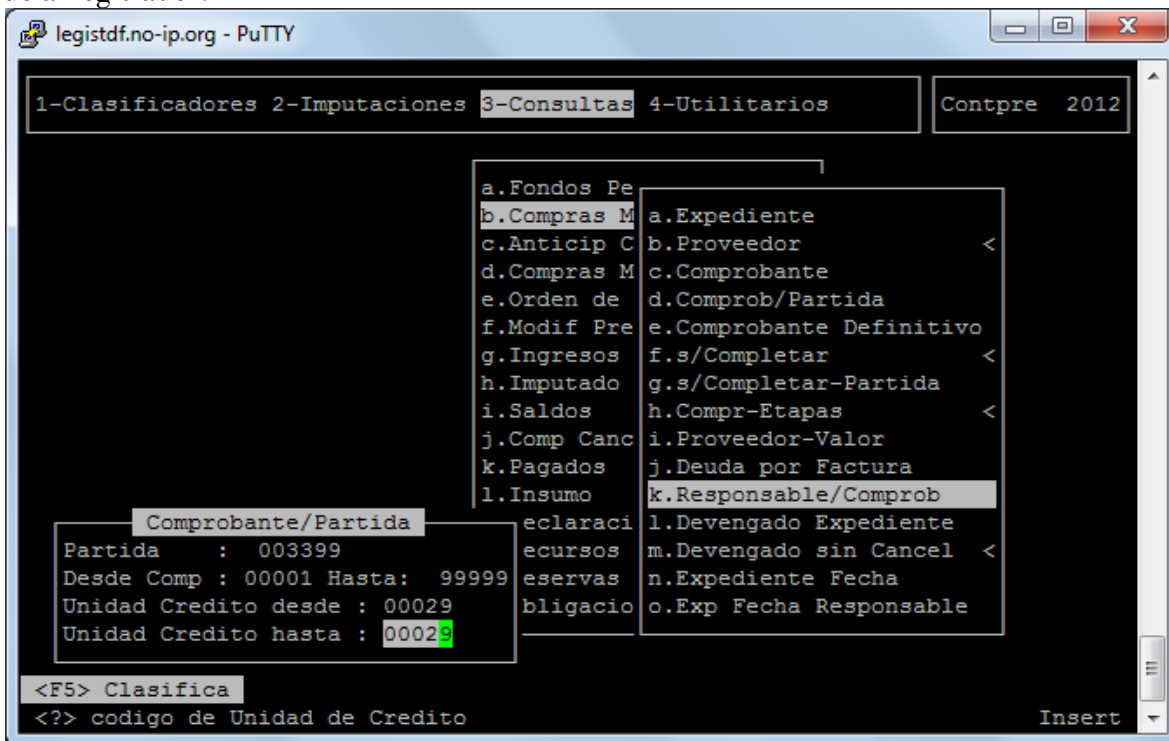 legistdf.no-ip.org - PuTTY
1-Clasificadores 2-Imputaciones 3-Consultas 4-Utilitarios
Contpre 2012
a.Fondos Pe
b.Compras M
c.Anticip C
d.Compras M
e.Orden de
f.Modif Pre
g.Ingresos
h.Imputado
i.Saldos
j.Comp Canc
k.Pagados
l.Insumo
eclaraci
ecursos
eservas
bligacio
a.Expediente
b.Proveedor <
c.Comprobante
d.Comprob/Partida
e.Comprobante Definitivo
f.s/Completar <
g.s/Completar-Partida
h.Compr-Etapas <
i.Proveedor-Valor
j.Deuda por Factura
k.Responsable/Comprob
l.Devengado Expediente
m.Devengado sin Cancel <
n.Expediente Fecha
o.Exp Fecha Responsable
Comprobante/Partida
Partida : 003399
Desde Comp : 00001 Hasta: 99999
Unidad Credito desde : 00029
Unidad Credito hasta : 00029
<F5> Clasifica
<?> codigo de Unidad de Credito Insert